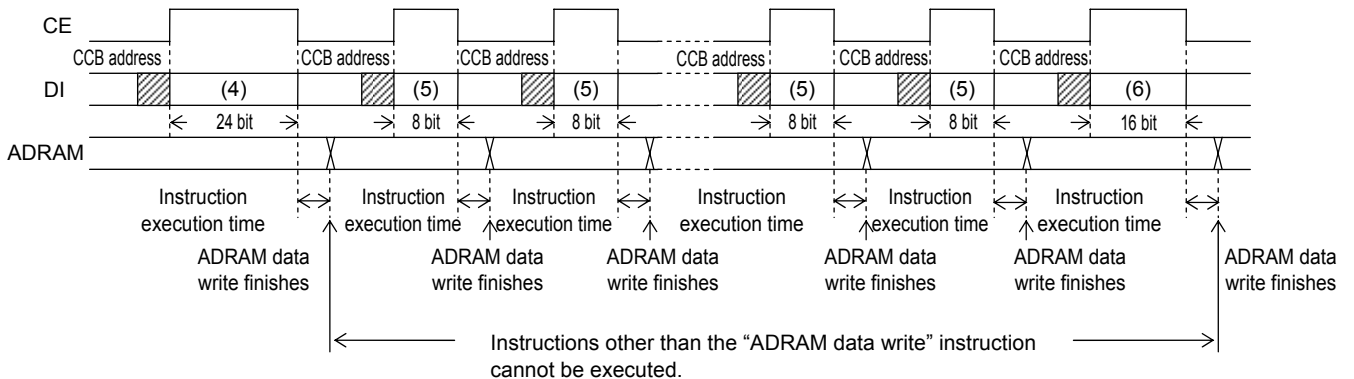 CE
CCB address CCB address CCB address CCB address CCB address CCB address
DI (4) (5) (5) (5) (5) (6)
24 bit 8 bit 8 bit 8 bit 8 bit 16 bit
ADRAM
Instruction Instruction Instruction Instruction Instruction Instruction
execution time execution time execution time execution time execution time execution time
ADRAM data ADRAM data ADRAM data ADRAM data ADRAM data ADRAM data
write finishes write finishes write finishes write finishes write finishes write finishes
Instructions other than the “ADRAM data write” instruction
cannot be executed.